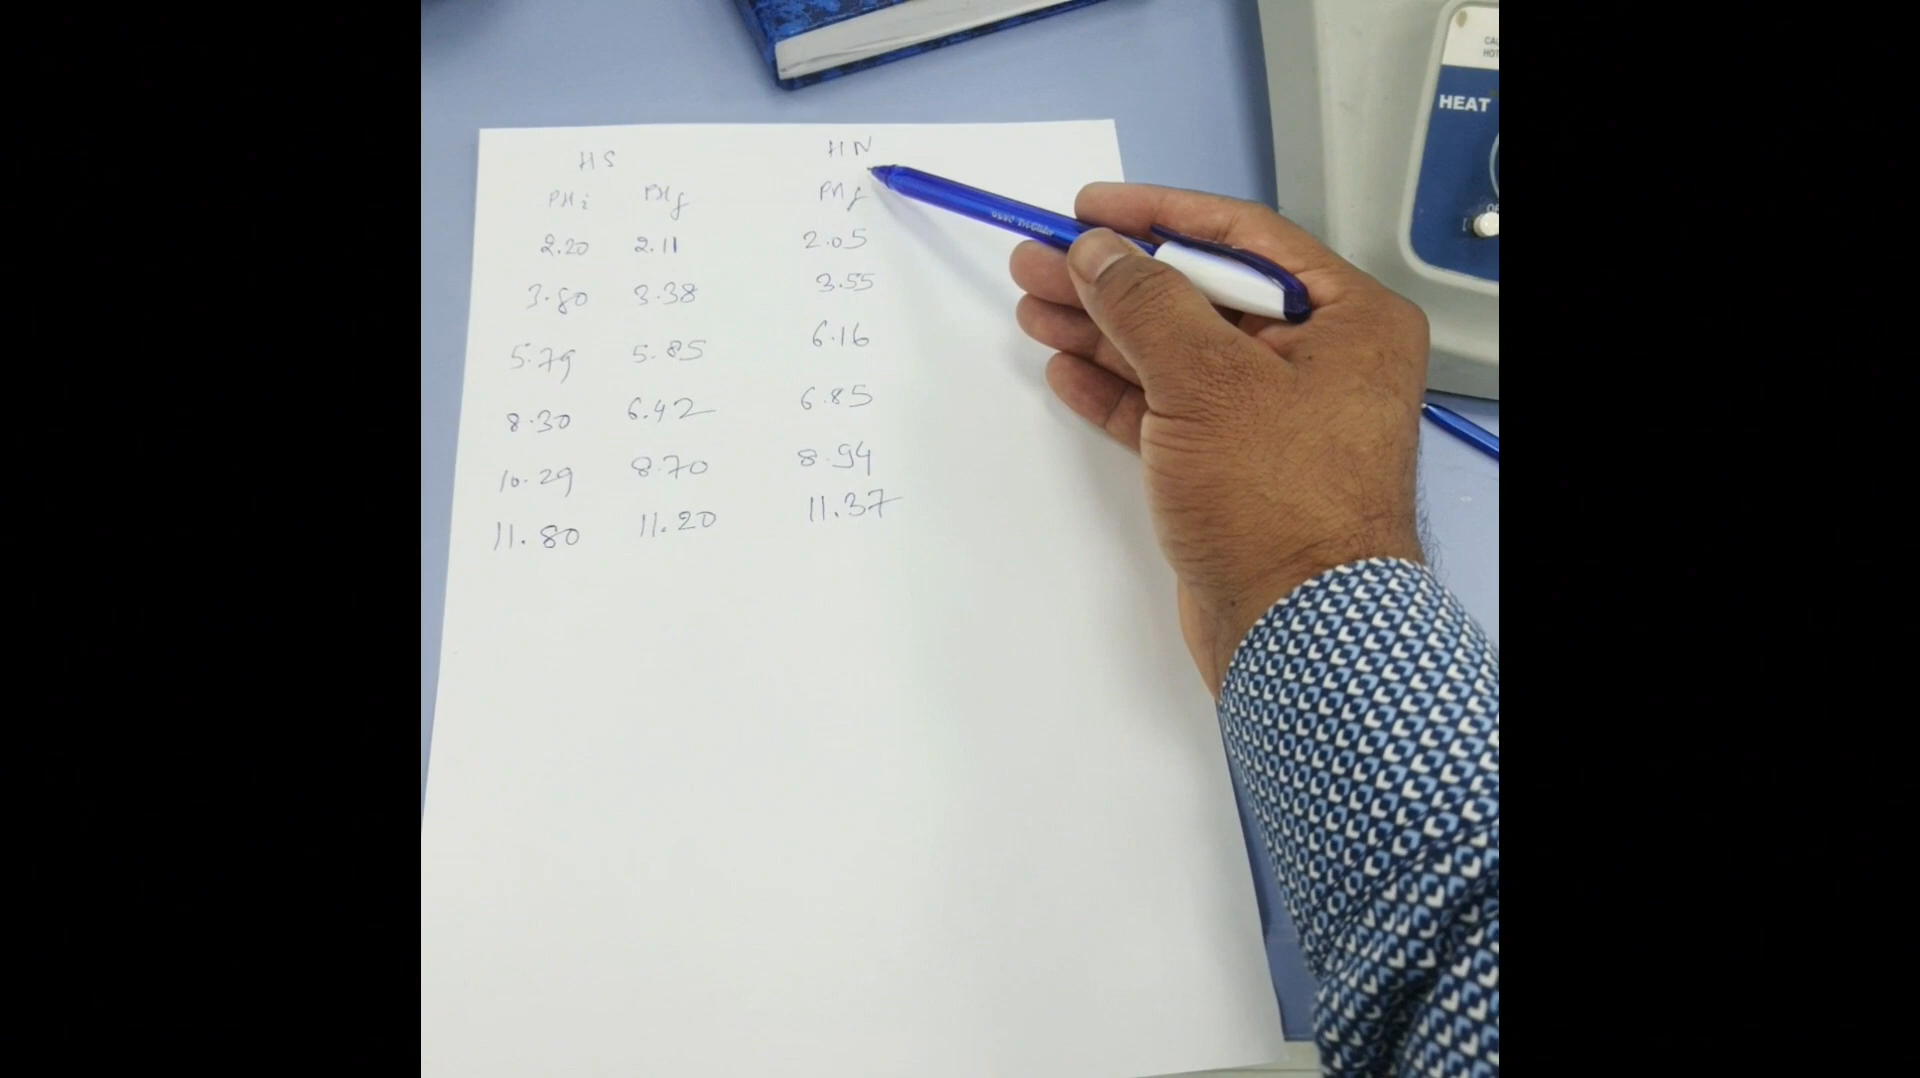 HS HN
PHi PHf PHf
2.20 2.11 2.05
3.80 3.38 3.55
5.79 5.85 6.16
8.30 6.42 6.85
10.29 8.70 8.94
11.80 11.20 11.37
HEAT